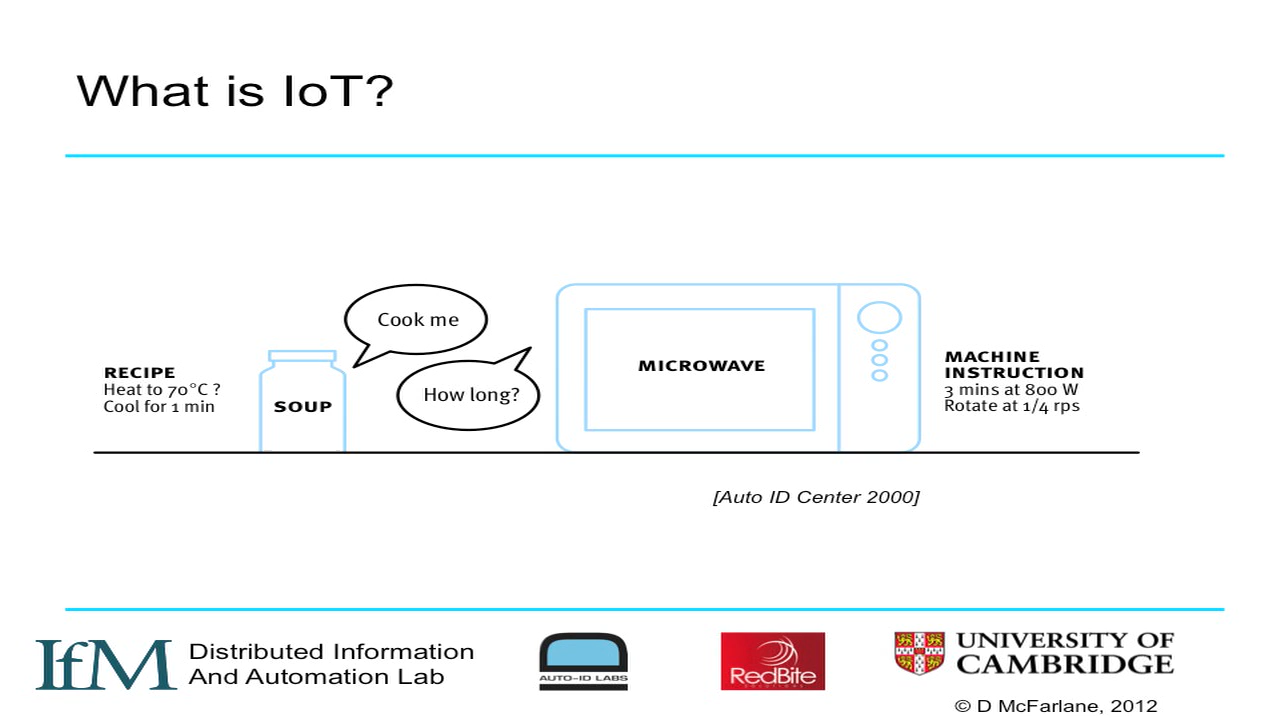 What is IoT?
Cook me
How long?
RECIPE
Heat to 70°C ?
Cool for 1 min
SOUP
MICROWAVE
MACHINE
INSTRUCTION
3 mins at 800 W
Rotate at 1/4 rps
[Auto ID Center 2000]
IfM
Distributed Information
And Automation Lab
AUTO-ID LABS
RedBite
SOLUTIONS
UNIVERSITY OF
CAMBRIDGE
© D McFarlane, 2012